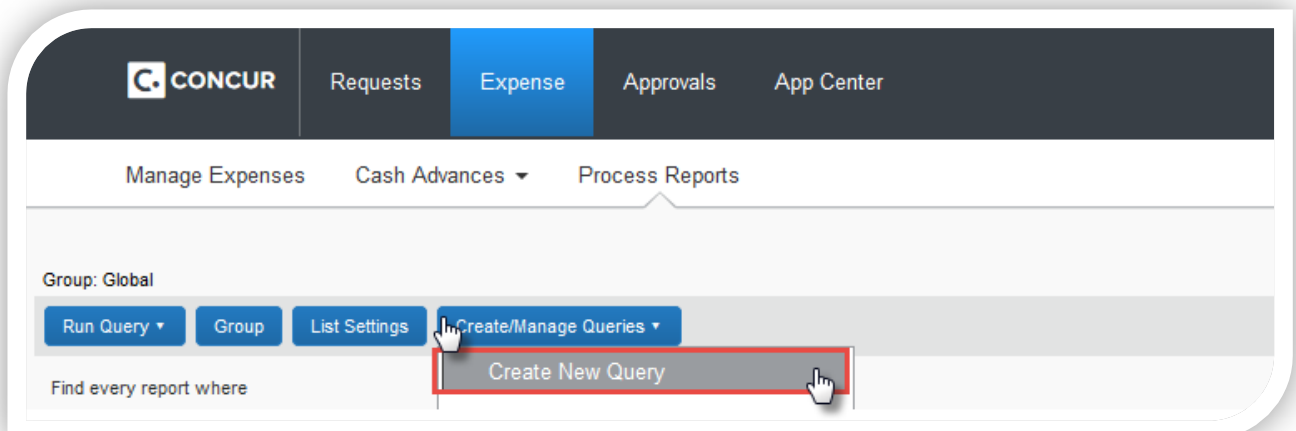 C. CONCUR Requests Expense Approvals App Center
Manage Expenses Cash Advances Process Reports
Group: Global
Run Query Group List Settings Create/Manage Queries
Create New Query
Find every report where